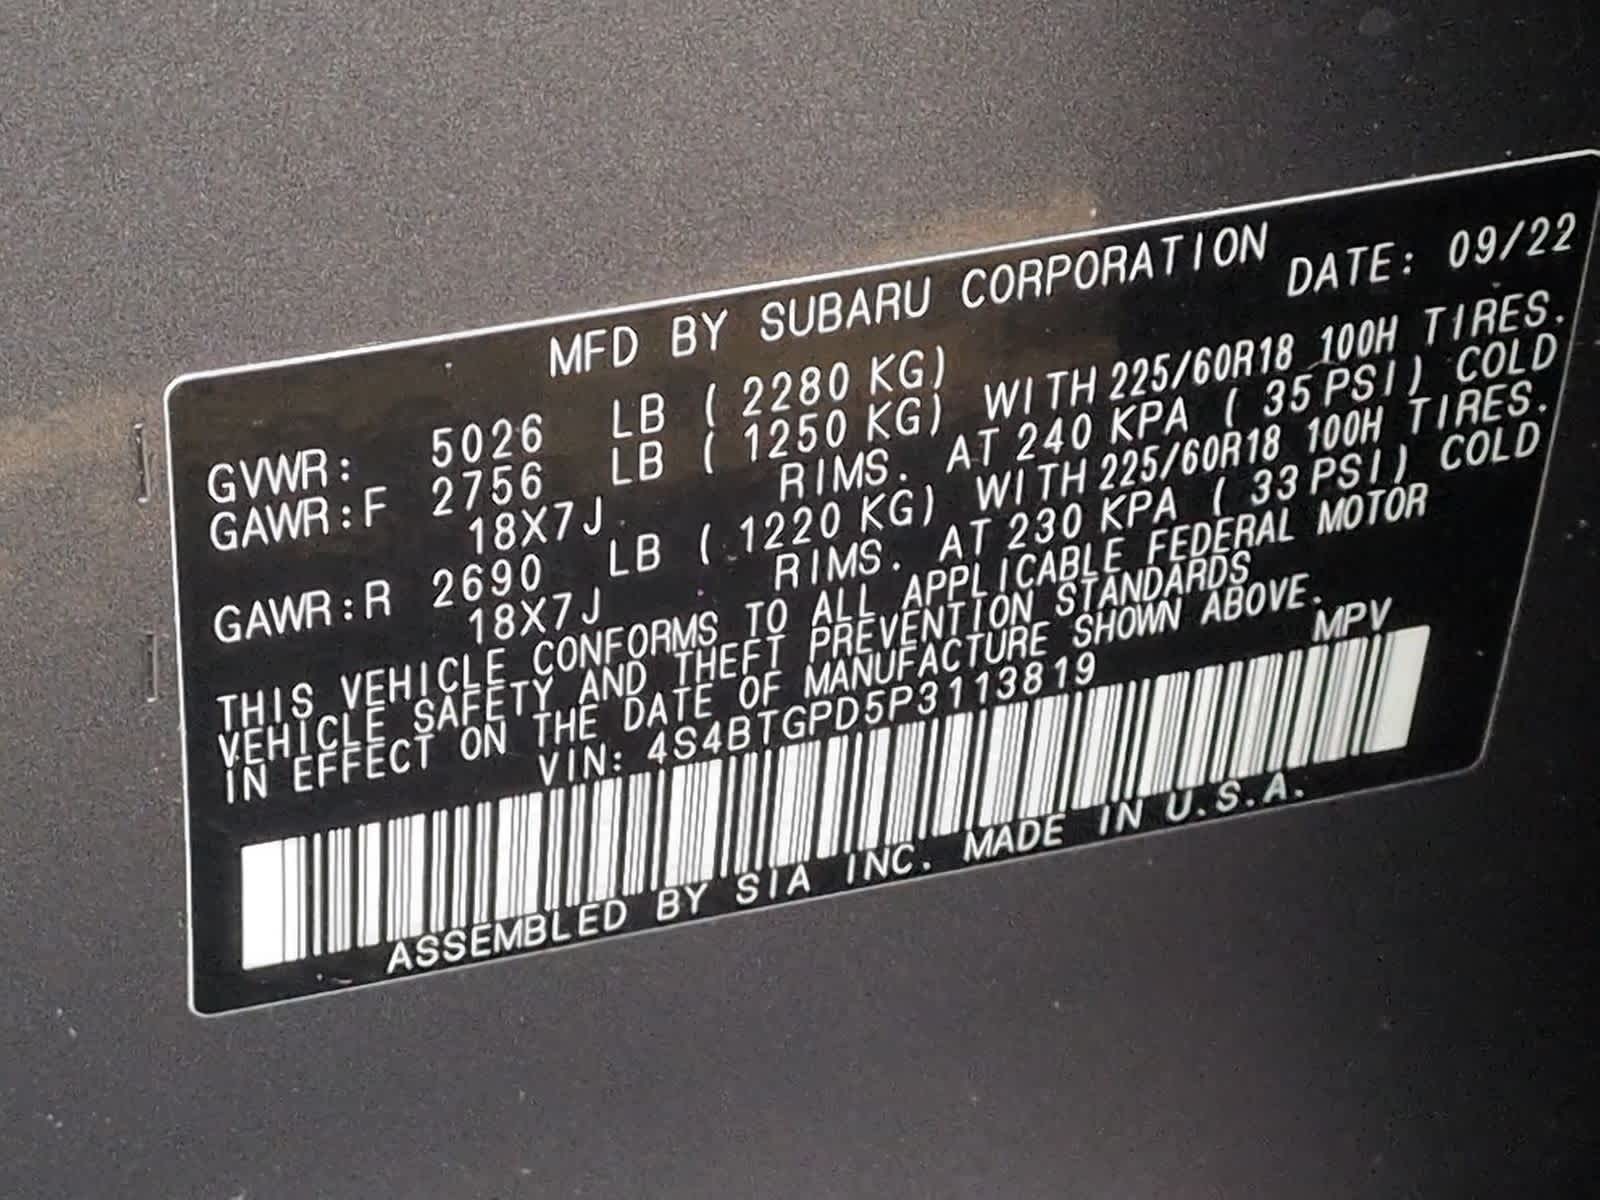 MFD BY SUBARU CORPORATION
DATE: 09/22
GVWR: 5026 LB ( 2280 KG)
GAWR:F 2756 LB ( 1250 KG) WITH 225/60R18 100H TIRES.
18X7J RIMS. AT 240 KPA ( 35 PSI) COLD
GAWR:R 2690 LB ( 1220 KG) WITH 225/60R18 100H TIRES.
18X7J RIMS. AT 230 KPA ( 33 PSI) COLD
THIS VEHICLE CONFORMS TO ALL APPLICABLE FEDERAL MOTOR
VEHICLE SAFETY AND THEFT PREVENTION STANDARDS
IN EFFECT ON THE DATE OF MANUFACTURE SHOWN ABOVE.
VIN: 4S4BTGPD5P3113819 MPV
ASSEMBLED BY SIA INC. MADE IN U.S.A.